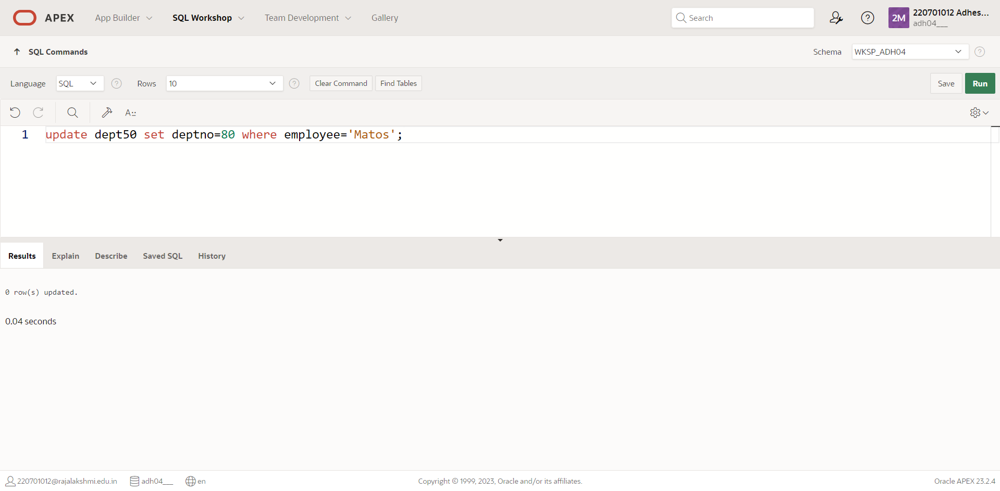 APEX App Builder SQL Workshop Team Development Gallery Search 2M 220701012 Adhes...
adh04___
SQL Commands Schema WKSP_ADH04 ?
Language SQL ? Rows 10 ? Clear Command Find Tables Save Run
A::
1 update dept50 set deptno=80 where employee='Matos';
Results Explain Describe Saved SQL History
0 row(s) updated.
0.04 seconds
220701012@rajalakshmi.edu.in adh04___ en Copyright © 1999, 2023, Oracle and/or its affiliates. Oracle APEX 23.2.4